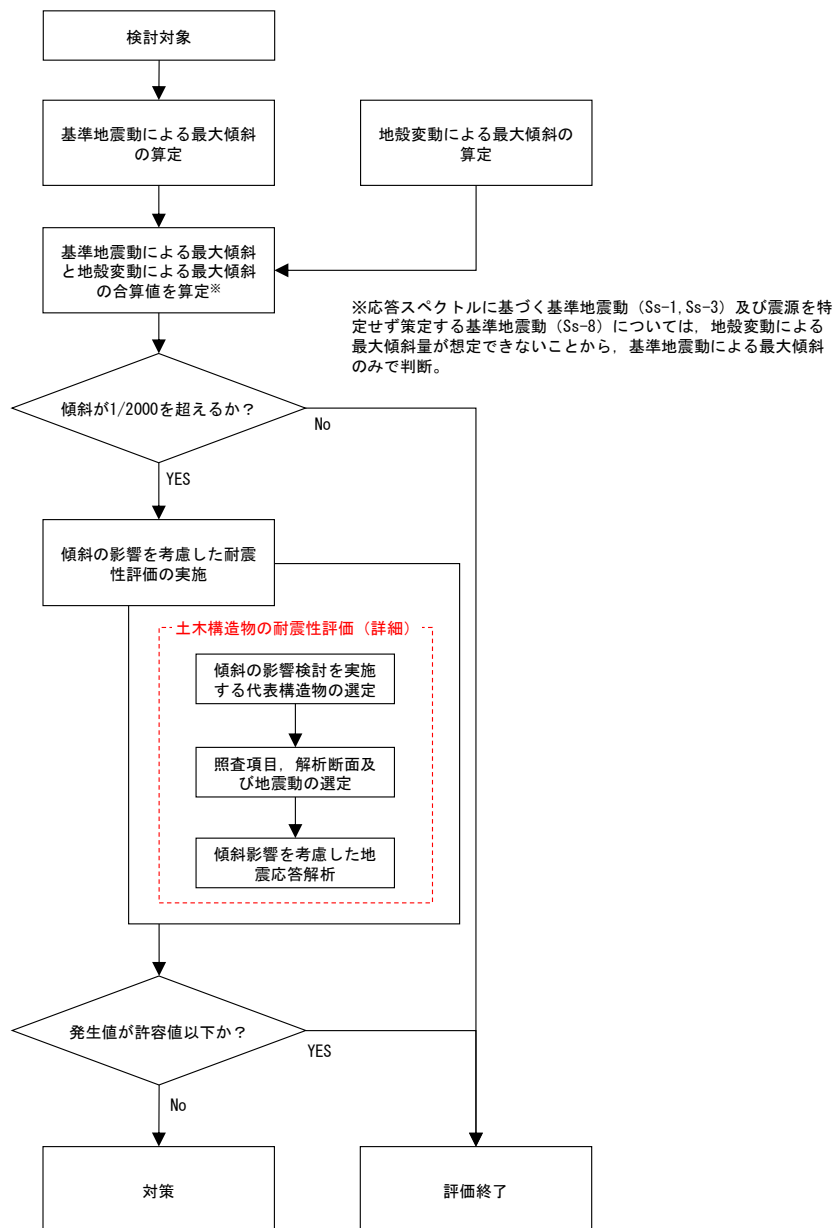 検討対象
基準地震動による最大傾斜
の算定
地殻変動による最大傾斜の
算定
基準地震動による最大傾斜
と地殻変動による最大傾斜
の合算値を算定※
※応答スペクトルに基づく基準地震動（Ss-1,Ss-3）及び震源を特
定せず策定する基準地震動（Ss-8）については，地殻変動による
最大傾斜量が想定できないことから，基準地震動による最大傾斜
のみで判断。
傾斜が1/2000を超えるか？
No
YES
傾斜の影響を考慮した耐震
性評価の実施
土木構造物の耐震性評価（詳細）
傾斜の影響検討を実施
する代表構造物の選定
照査項目，解析断面及
び地震動の選定
傾斜影響を考慮した地
震応答解析
発生値が許容値以下か？
YES
No
対策
評価終了